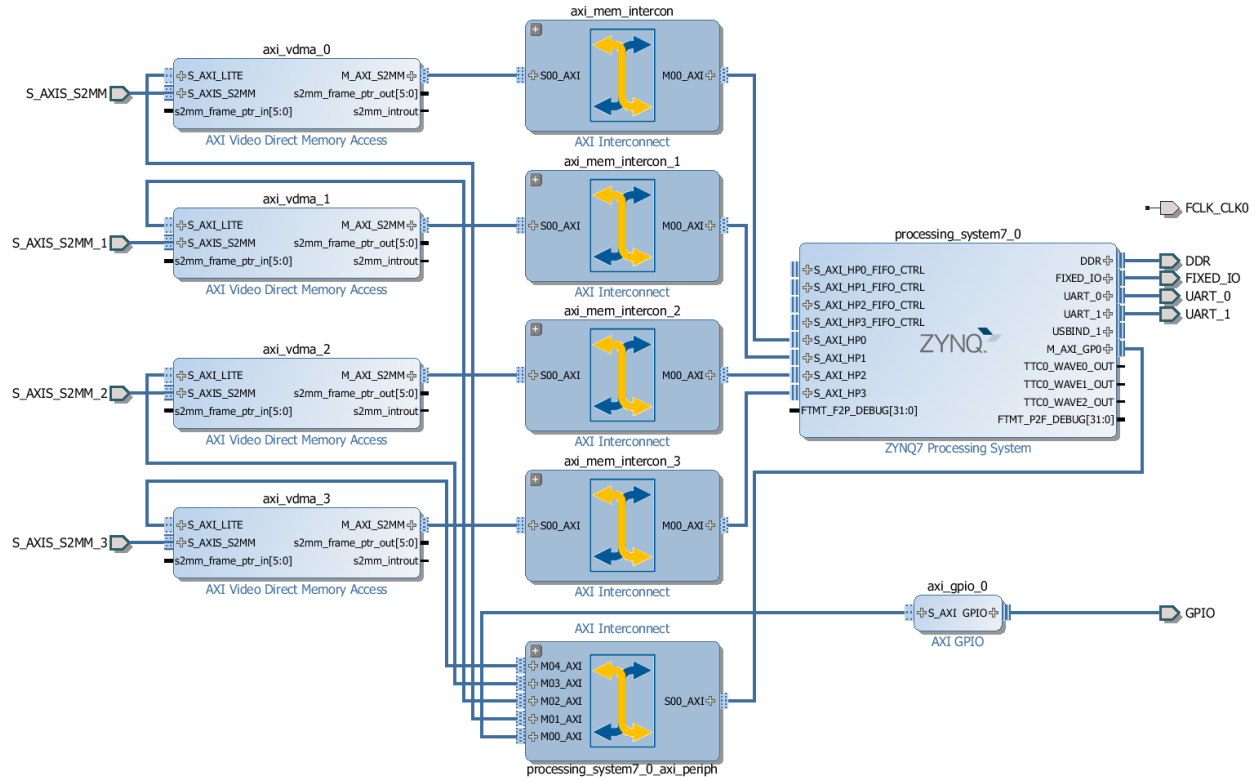 axi_mem_intercon
S00_AXI
M00_AXI
AXI Interconnect
axi_vdma_0
S_AXIS_S2MM
S_AXI_LITE
M_AXI_S2MM
S_AXIS_S2MM
s2mm_frame_ptr_out[5:0]
s2mm_frame_ptr_in[5:0]
s2mm_introut
AXI Video Direct Memory Access
axi_mem_intercon_1
S00_AXI
M00_AXI
AXI Interconnect
axi_vdma_1
S_AXIS_S2MM_1
S_AXI_LITE
M_AXI_S2MM
S_AXIS_S2MM
s2mm_frame_ptr_out[5:0]
s2mm_frame_ptr_in[5:0]
s2mm_introut
AXI Video Direct Memory Access
axi_mem_intercon_2
S00_AXI
M00_AXI
AXI Interconnect
axi_vdma_2
S_AXIS_S2MM_2
S_AXI_LITE
M_AXI_S2MM
S_AXIS_S2MM
s2mm_frame_ptr_out[5:0]
s2mm_frame_ptr_in[5:0]
s2mm_introut
AXI Video Direct Memory Access
axi_mem_intercon_3
S00_AXI
M00_AXI
AXI Interconnect
axi_vdma_3
S_AXIS_S2MM_3
S_AXI_LITE
M_AXI_S2MM
S_AXIS_S2MM
s2mm_frame_ptr_out[5:0]
s2mm_frame_ptr_in[5:0]
s2mm_introut
AXI Video Direct Memory Access
AXI Interconnect
M04_AXI
M03_AXI
M02_AXI
M01_AXI
M00_AXI
S00_AXI
processing_system7_0_axi_periph
FCLK_CLK0
processing_system7_0
S_AXI_HP0_FIFO_CTRL
S_AXI_HP1_FIFO_CTRL
S_AXI_HP2_FIFO_CTRL
S_AXI_HP3_FIFO_CTRL
S_AXI_HP0
S_AXI_HP1
S_AXI_HP2
S_AXI_HP3
FTMT_F2P_DEBUG[31:0]
ZYNQ
DDR
FIXED_IO
UART_0
UART_1
USBIND_1
M_AXI_GP0
TTC0_WAVE0_OUT
TTC0_WAVE1_OUT
TTC0_WAVE2_OUT
FTMT_P2F_DEBUG[31:0]
ZYNQ7 Processing System
DDR
FIXED_IO
UART_0
UART_1
axi_gpio_0
S_AXI GPIO
AXI GPIO
GPIO